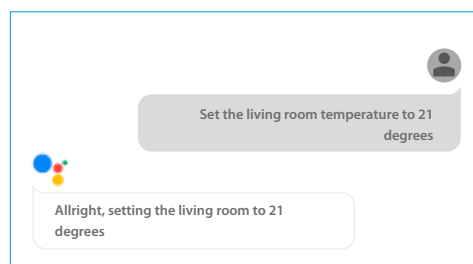 Set the living room temperature to 21
degrees
Allright, setting the living room to 21
degrees